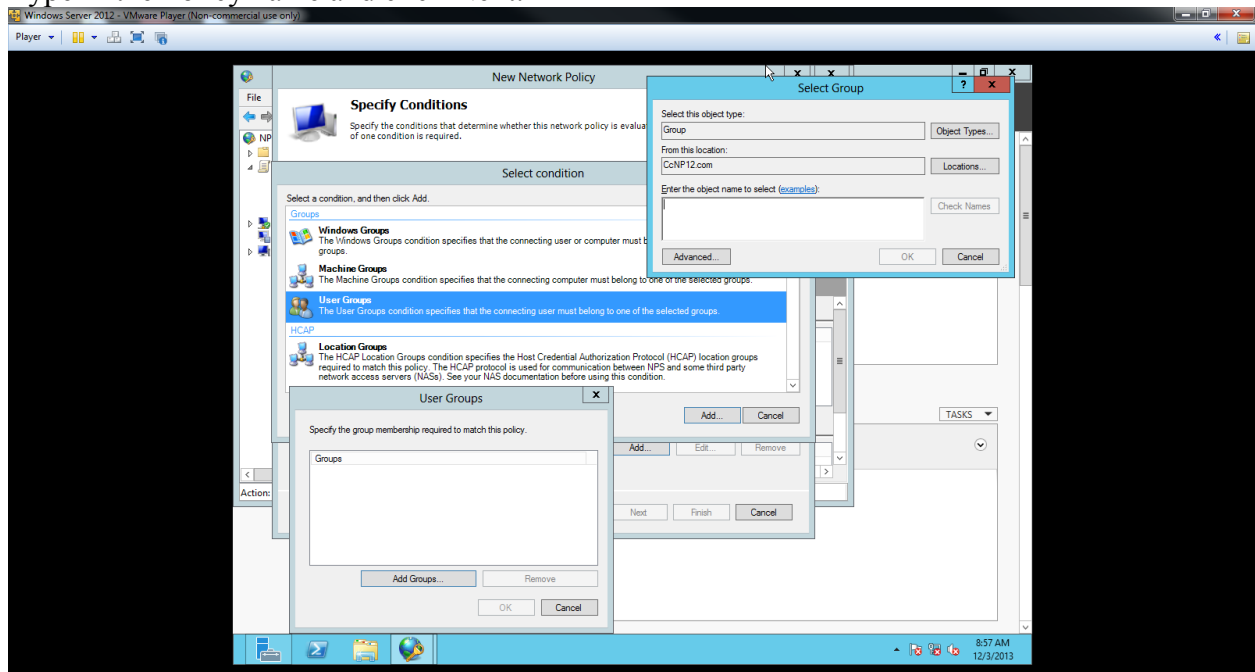 Windows Server 2012 - VMware Player (Non-commercial use only)
Player
New Network Policy
File
Specify Conditions
Specify the conditions that determine whether this network policy is evalua
of one condition is required.
NP
Select Group
Select this object type:
Group
Object Types...
From this location:
CcNP12.com
Locations...
Enter the object name to select (examples):
Check Names
Advanced...
OK
Cancel
Select condition
Select a condition, and then click Add.
Groups
Windows Groups
The Windows Groups condition specifies that the connecting user or computer must b
groups.
Machine Groups
The Machine Groups condition specifies that the connecting computer must belong to one of the selected groups.
User Groups
The User Groups condition specifies that the connecting user must belong to one of the selected groups.
HCAP
Location Groups
The HCAP Location Groups condition specifies the Host Credential Authorization Protocol (HCAP) location groups
required to match this policy. The HCAP protocol is used for communication between NPS and some third party
network access servers (NASs). See your NAS documentation before using this condition.
Add...
Cancel
User Groups
Specify the group membership required to match this policy.
Groups
Add Groups...
Remove
OK
Cancel
Add...
Edit...
Remove
Next
Finish
Cancel
Action:
TASKS
8:57 AM
12/3/2013